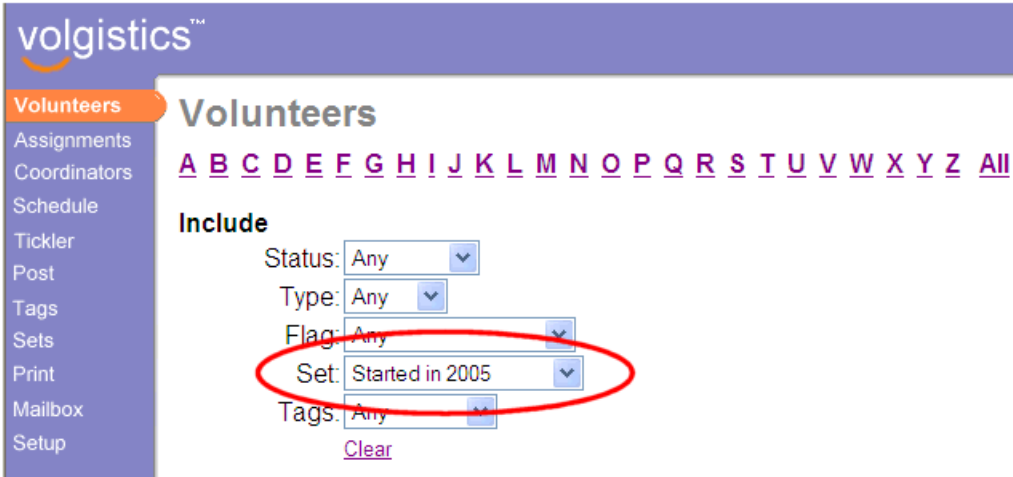 volgistics™
Volunteers
Assignments
Coordinators
Schedule
Tickler
Post
Tags
Sets
Print
Mailbox
Setup
Volunteers
A B C D E F G H I J K L M N O P Q R S T U V W X Y Z All
Include
Status: Any
Type: Any
Flag: Any
Set: Started in 2005
Tags: Any
Clear